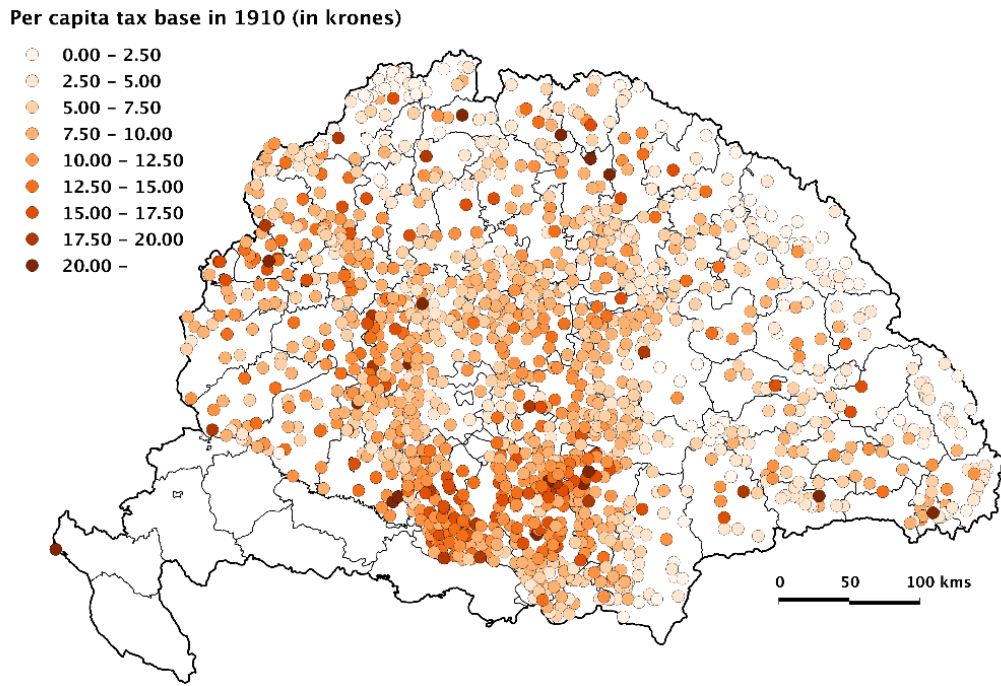 Per capita tax base in 1910 (in krones)
0.00 – 2.50
2.50 – 5.00
5.00 – 7.50
7.50 – 10.00
10.00 – 12.50
12.50 – 15.00
15.00 – 17.50
17.50 – 20.00
20.00 –
0 50 100 kms